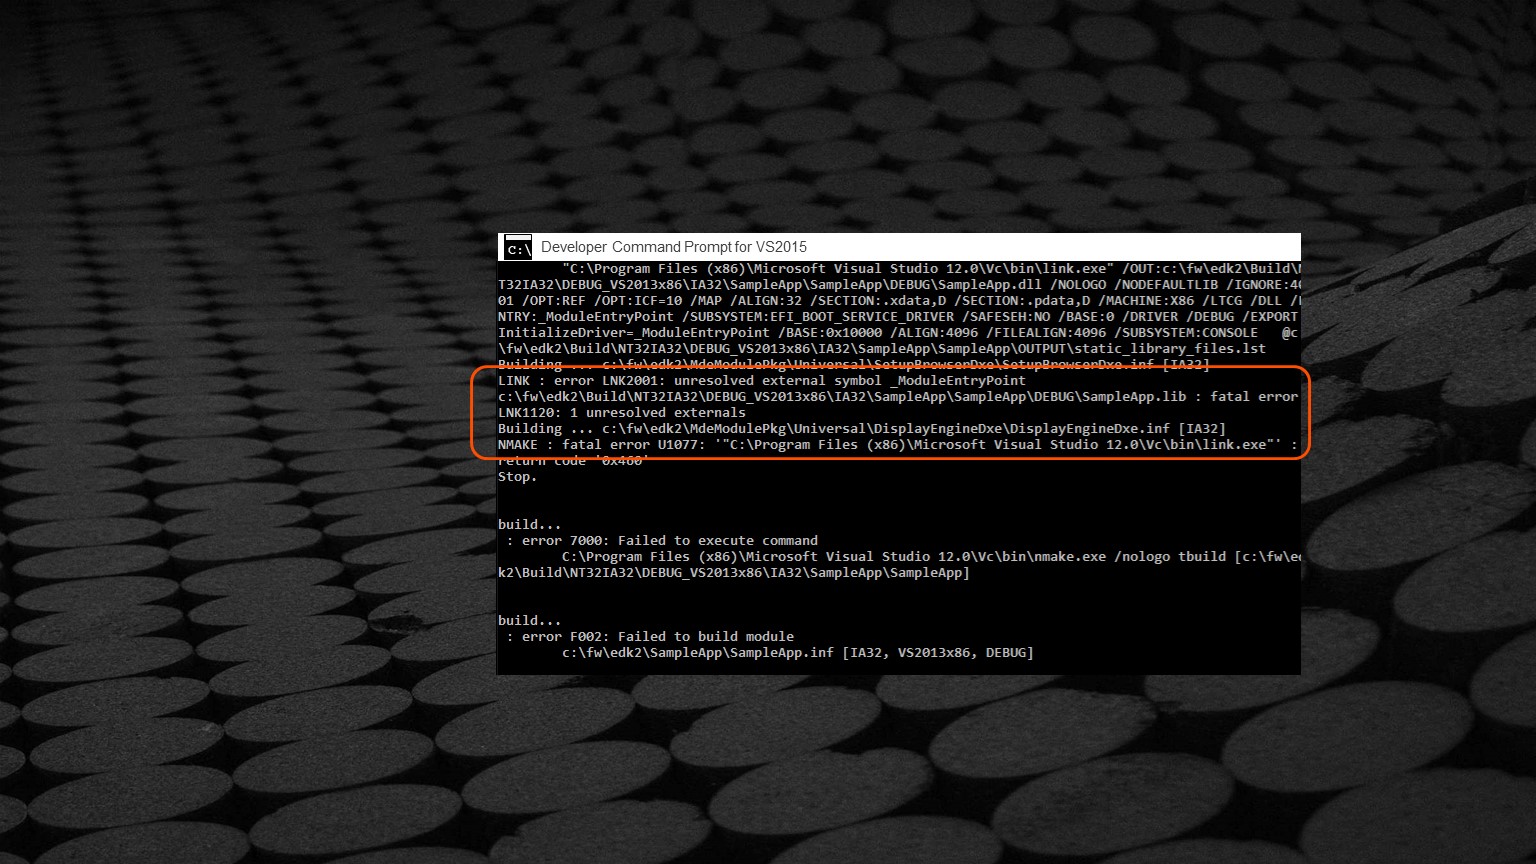 C:\ Developer Command Prompt for VS2015
"C:\Program Files (x86)\Microsoft Visual Studio 12.0\Vc\bin\link.exe" /OUT:c:\fw\edk2\Build\N
T32IA32\DEBUG_VS2013x86\IA32\SampleApp\SampleApp\DEBUG\SampleApp.dll /NOLOGO /NODEFAULTLIB /IGNORE:40
01 /OPT:REF /OPT:ICF=10 /MAP /ALIGN:32 /SECTION:.xdata,D /SECTION:.pdata,D /MACHINE:X86 /LTCG /DLL /E
NTRY:_ModuleEntryPoint /SUBSYSTEM:EFI_BOOT_SERVICE_DRIVER /SAFESEH:NO /BASE:0 /DRIVER /DEBUG /EXPORT
InitializeDriver=_ModuleEntryPoint /BASE:0x10000 /ALIGN:4096 /FILEALIGN:4096 /SUBSYSTEM:CONSOLE @c
\fw\edk2\Build\NT32IA32\DEBUG_VS2013x86\IA32\SampleApp\SampleApp\OUTPUT\static_library_files.lst
Building ... c:\fw\edk2\MdeModulePkg\Universal\SetupBrowserDxe\SetupBrowserDxe.inf [IA32]
LINK : error LNK2001: unresolved external symbol _ModuleEntryPoint
c:\fw\edk2\Build\NT32IA32\DEBUG_VS2013x86\IA32\SampleApp\SampleApp\DEBUG\SampleApp.lib : fatal error
LNK1120: 1 unresolved externals
Building ... c:\fw\edk2\MdeModulePkg\Universal\DisplayEngineDxe\DisplayEngineDxe.inf [IA32]
NMAKE : fatal error U1077: '"C:\Program Files (x86)\Microsoft Visual Studio 12.0\Vc\bin\link.exe"' :
return code '0x460'
Stop.
build...
: error 7000: Failed to execute command
C:\Program Files (x86)\Microsoft Visual Studio 12.0\Vc\bin\nmake.exe /nologo tbuild [c:\fw\ed
k2\Build\NT32IA32\DEBUG_VS2013x86\IA32\SampleApp\SampleApp]
build...
: error F002: Failed to build module
c:\fw\edk2\SampleApp\SampleApp.inf [IA32, VS2013x86, DEBUG]